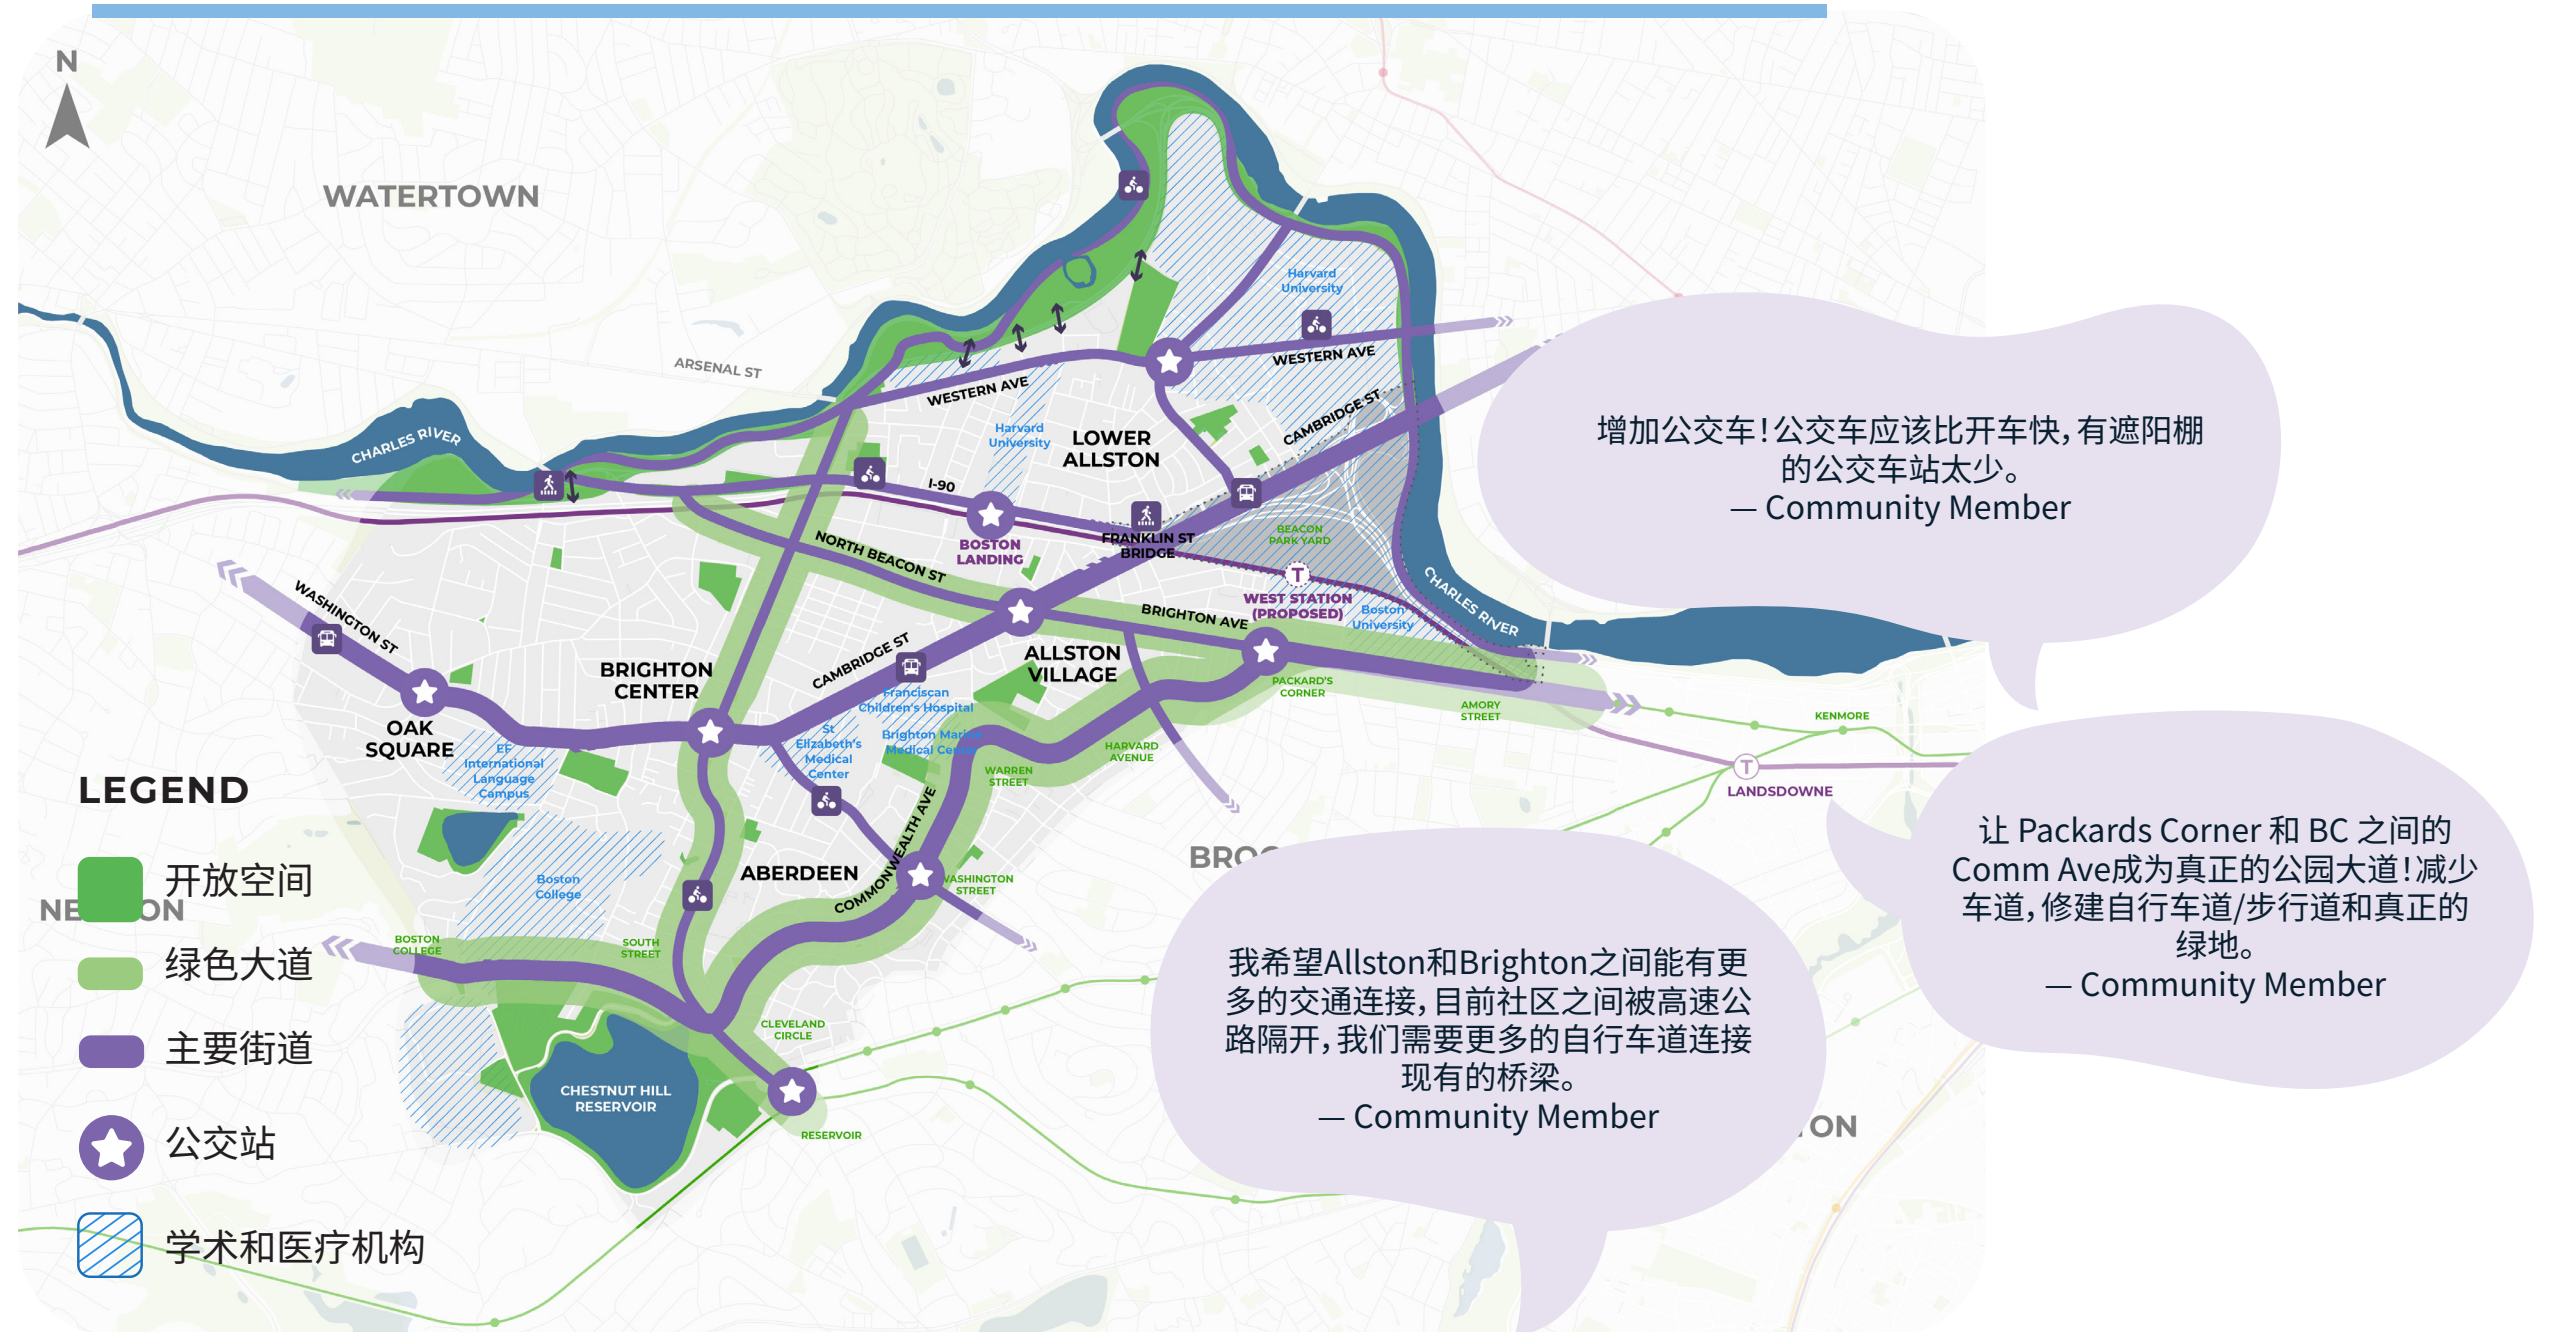 N
WATERTOWN
ARSENAL ST
CHARLES RIVER
Harvard
University
WESTERN AVE
WESTERN AVE
CAMBRIDGE ST
Harvard
University
LOWER
ALLSTON
I-90
BOSTON
LANDING
FRANKLIN ST
BRIDGE
BEACON
PARK YARD
NORTH BEACON ST
T
WEST STATION
(PROPOSED)
Boston
University
CHARLES RIVER
BRIGHTON AVE
WASHINGTON ST
BRIGHTON
CENTER
CAMBRIDGE ST
ALLSTON
VILLAGE
PACKARD'S
CORNER
AMORY
STREET
KENMORE
T
LANDSDOWNE
OAK
SQUARE
EF
International
Language
Campus
St
Elizabeth's
Medical
Center
Franciscan
Children's Hospital
Brighton Marine
Medical Center
WARREN
STREET
HARVARD
AVENUE
COMMONWEALTH AVE
ABERDEEN
WASHINGTON
STREET
Boston
College
BOSTON
COLLEGE
SOUTH
STREET
CLEVELAND
CIRCLE
CHESTNUT HILL
RESERVOIR
RESERVOIR
LEGEND
开放空间
绿色大道
主要街道
公交站
学术和医疗机构
增加公交车！公交车应该比开车快，有遮阳棚
的公交车站太少。
— Community Member
让 Packards Corner 和 BC 之间的
Comm Ave成为真正的公园大道！减少
车道，修建自行车道/步行道和真正的
绿地。
— Community Member
我希望Allston和Brighton之间能有更
多的交通连接，目前社区之间被高速公
路隔开，我们需要更多的自行车道连接
现有的桥梁。
— Community Member